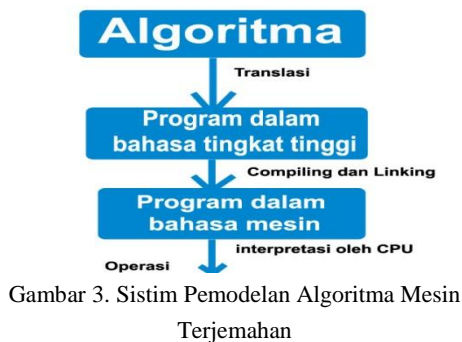 Algoritma
Translasi
Program dalam
bahasa tingkat tinggi
Compiling dan Linking
Program dalam
bahasa mesin
interpretasi oleh CPU
Operasi
Gambar 3. Sistim Pemodelan Algoritma Mesin
Terjemahan